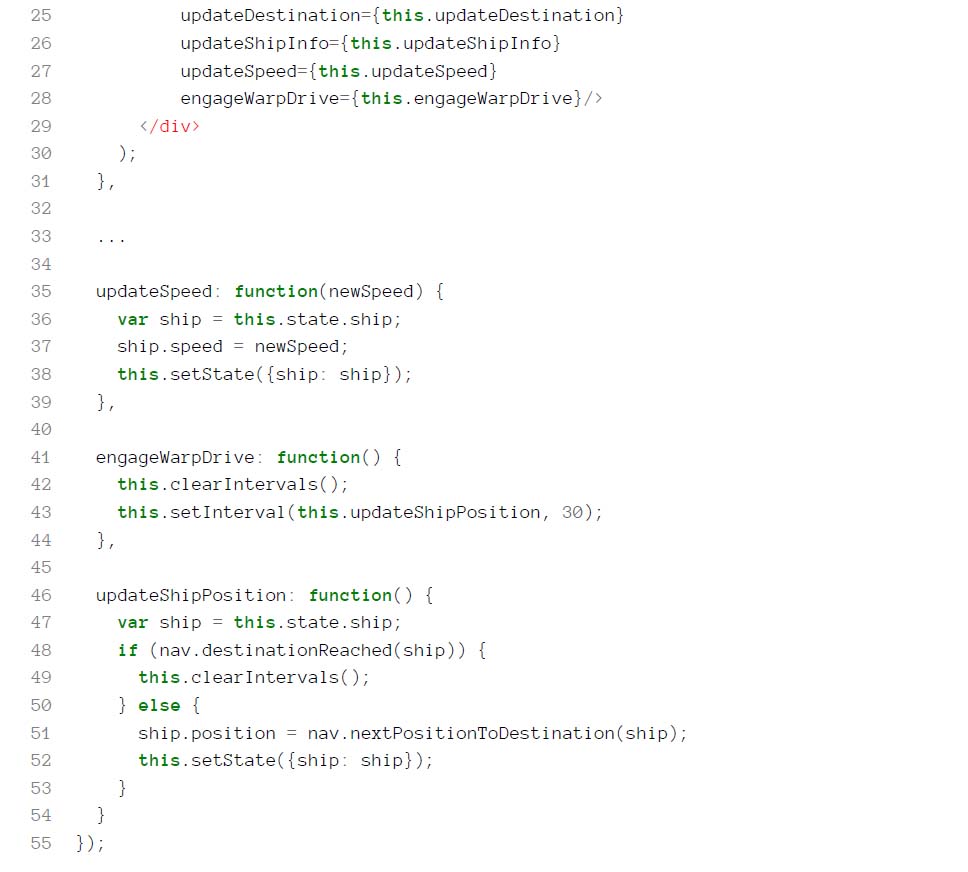 25 updateDestination={this.updateDestination}
26 updateShipInfo={this.updateShipInfo}
27 updateSpeed={this.updateSpeed}
28 engageWarpDrive={this.engageWarpDrive}/>
29 </div>
30 );
31 },
32
33 ...
34
35 updateSpeed: function(newSpeed) {
36 var ship = this.state.ship;
37 ship.speed = newSpeed;
38 this.setState({ship: ship});
39 },
40
41 engageWarpDrive: function() {
42 this.clearIntervals();
43 this.setInterval(this.updateShipPosition, 30);
44 },
45
46 updateShipPosition: function() {
47 var ship = this.state.ship;
48 if (nav.destinationReached(ship)) {
49 this.clearIntervals();
50 } else {
51 ship.position = nav.nextPositionToDestination(ship);
52 this.setState({ship: ship});
53 }
54 }
55 });